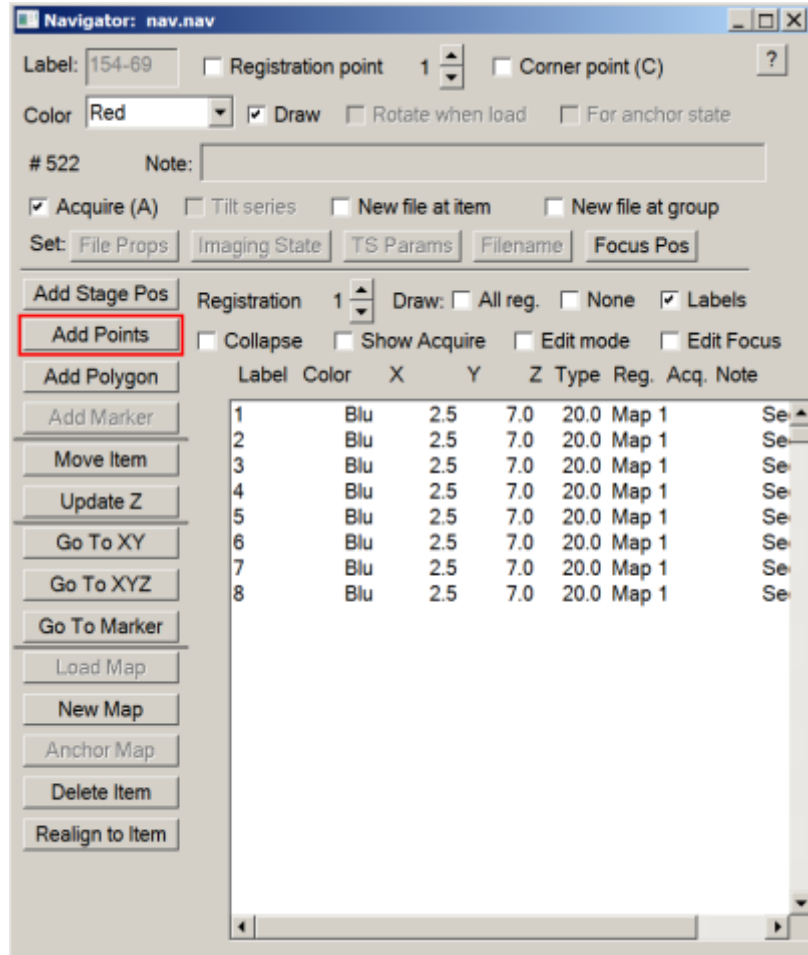 Navigator: nav.nav
Label: 154-69 Registration point 1 Corner point (C) ?
Color Red Draw Rotate when load For anchor state
# 522 Note:
Acquire (A) Tilt series New file at item New file at group
Set: File Props Imaging State TS Params Filename Focus Pos
Add Stage Pos Registration 1 Draw: All reg. None Labels
Add Points Collapse Show Acquire Edit mode Edit Focus
Add Polygon Label Color X Y Z Type Reg. Acq. Note
Add Marker
Move Item
Update Z
Go To XY
Go To XYZ
Go To Marker
Load Map
New Map
Anchor Map
Delete Item
Realign to Item
1 Blu 2.5 7.0 20.0 Map 1 Se
2 Blu 2.5 7.0 20.0 Map 1 Se
3 Blu 2.5 7.0 20.0 Map 1 Se
4 Blu 2.5 7.0 20.0 Map 1 Se
5 Blu 2.5 7.0 20.0 Map 1 Se
6 Blu 2.5 7.0 20.0 Map 1 Se
7 Blu 2.5 7.0 20.0 Map 1 Se
8 Blu 2.5 7.0 20.0 Map 1 Se